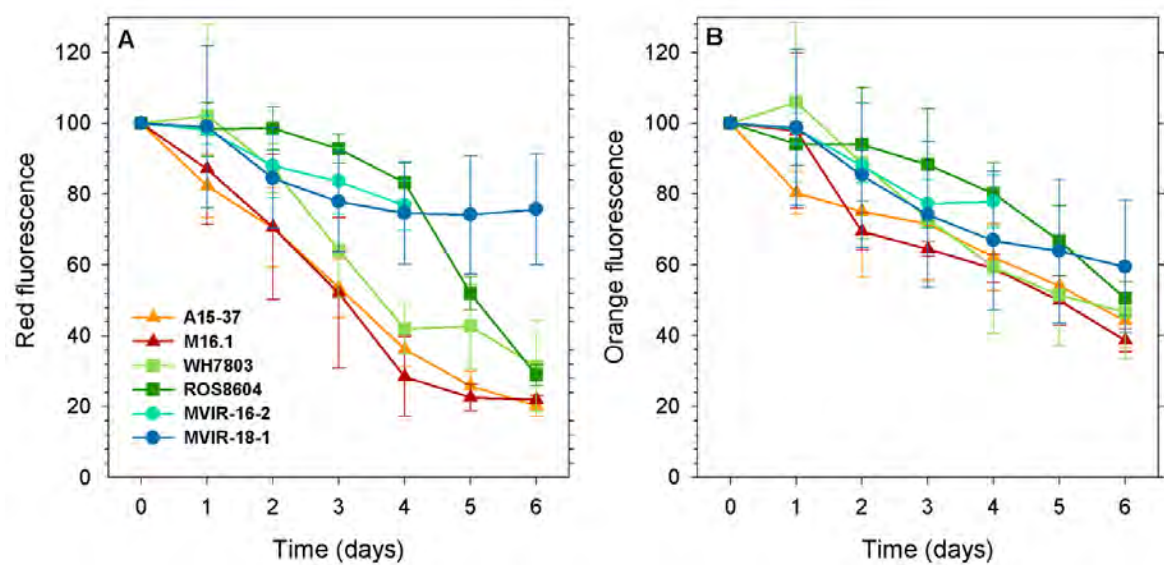 A
B
Red fluorescence
120
100
80
60
40
20
0
A15-37
M16.1
WH7803
ROS8604
MVIR-16-2
MVIR-18-1
0 1 2 3 4 5 6
Time (days)
Orange fluorescence
120
100
80
60
40
20
0
0 1 2 3 4 5 6
Time (days)